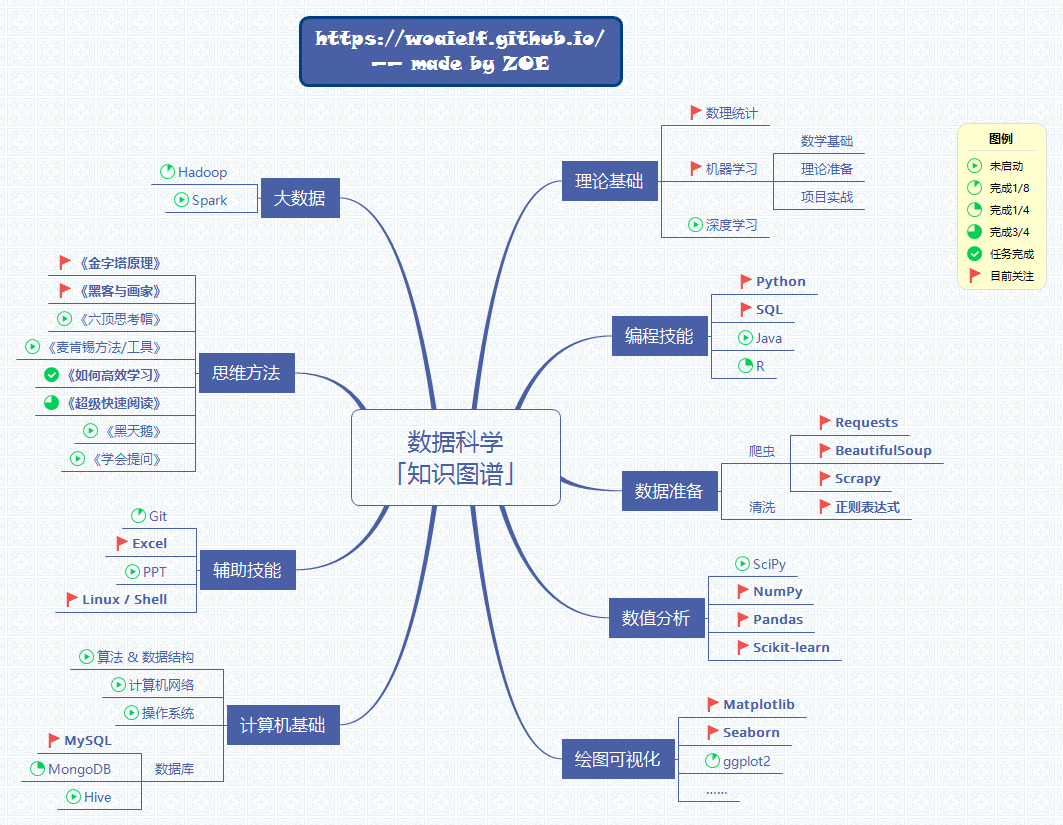 https://woaielf.github.io/
-- made by ZOE
数据科学
「知识图谱」
理论基础
数理统计
机器学习
数学基础
理论准备
项目实战
深度学习
编程技能
Python
SQL
Java
R
数据准备
爬虫
Requests
BeautifulSoup
Scrapy
清洗
正则表达式
数值分析
SciPy
NumPy
Pandas
Scikit-learn
绘图可视化
Matplotlib
Seaborn
ggplot2
......
大数据
Hadoop
Spark
思维方法
《金字塔原理》
《黑客与画家》
《六顶思考帽》
《麦肯锡方法/工具》
《如何高效学习》
《超级快速阅读》
《黑天鹅》
《学会提问》
辅助技能
Git
Excel
PPT
Linux / Shell
计算机基础
算法 & 数据结构
计算机网络
操作系统
数据库
MySQL
MongoDB
Hive
图例
未启动
完成1/8
完成1/4
完成3/4
任务完成
目前关注